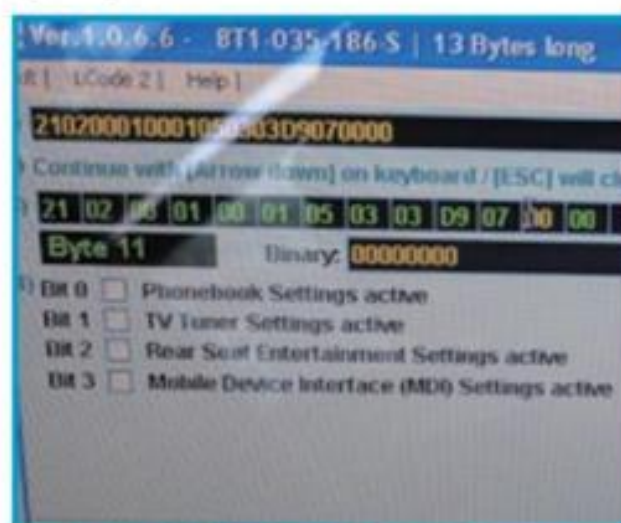 Ver.1.0.6.6 - 8T1-035-186-S | 13 Bytes long
LCode 2 | Help |
210200010001050303D9070000
Continue with [Arrow down] on keyboard / [ESC] will
21 02 00 01 00 01 05 03 03 D9 07 00 00
Byte 11 Binary: 00000000
Bit 0 Phonebook Settings active
Bit 1 TV Tuner Settings active
Bit 2 Rear Seat Entertainment Settings active
Bit 3 Mobile Device Interface (MDI) Settings active